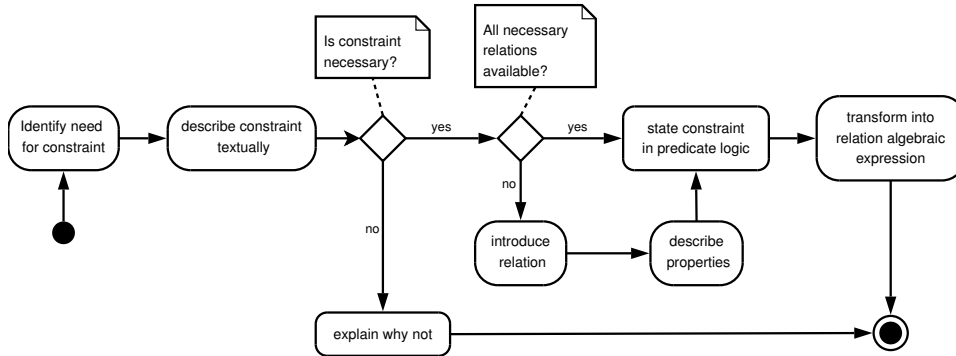 Is constraint
necessary?
All necessary
relations
available?
Identify need
for constraint
describe constraint
textually
yes
yes
state constraint
in predicate logic
transform into
relation algebraic
expression
no
no
introduce
relation
describe
properties
explain why not